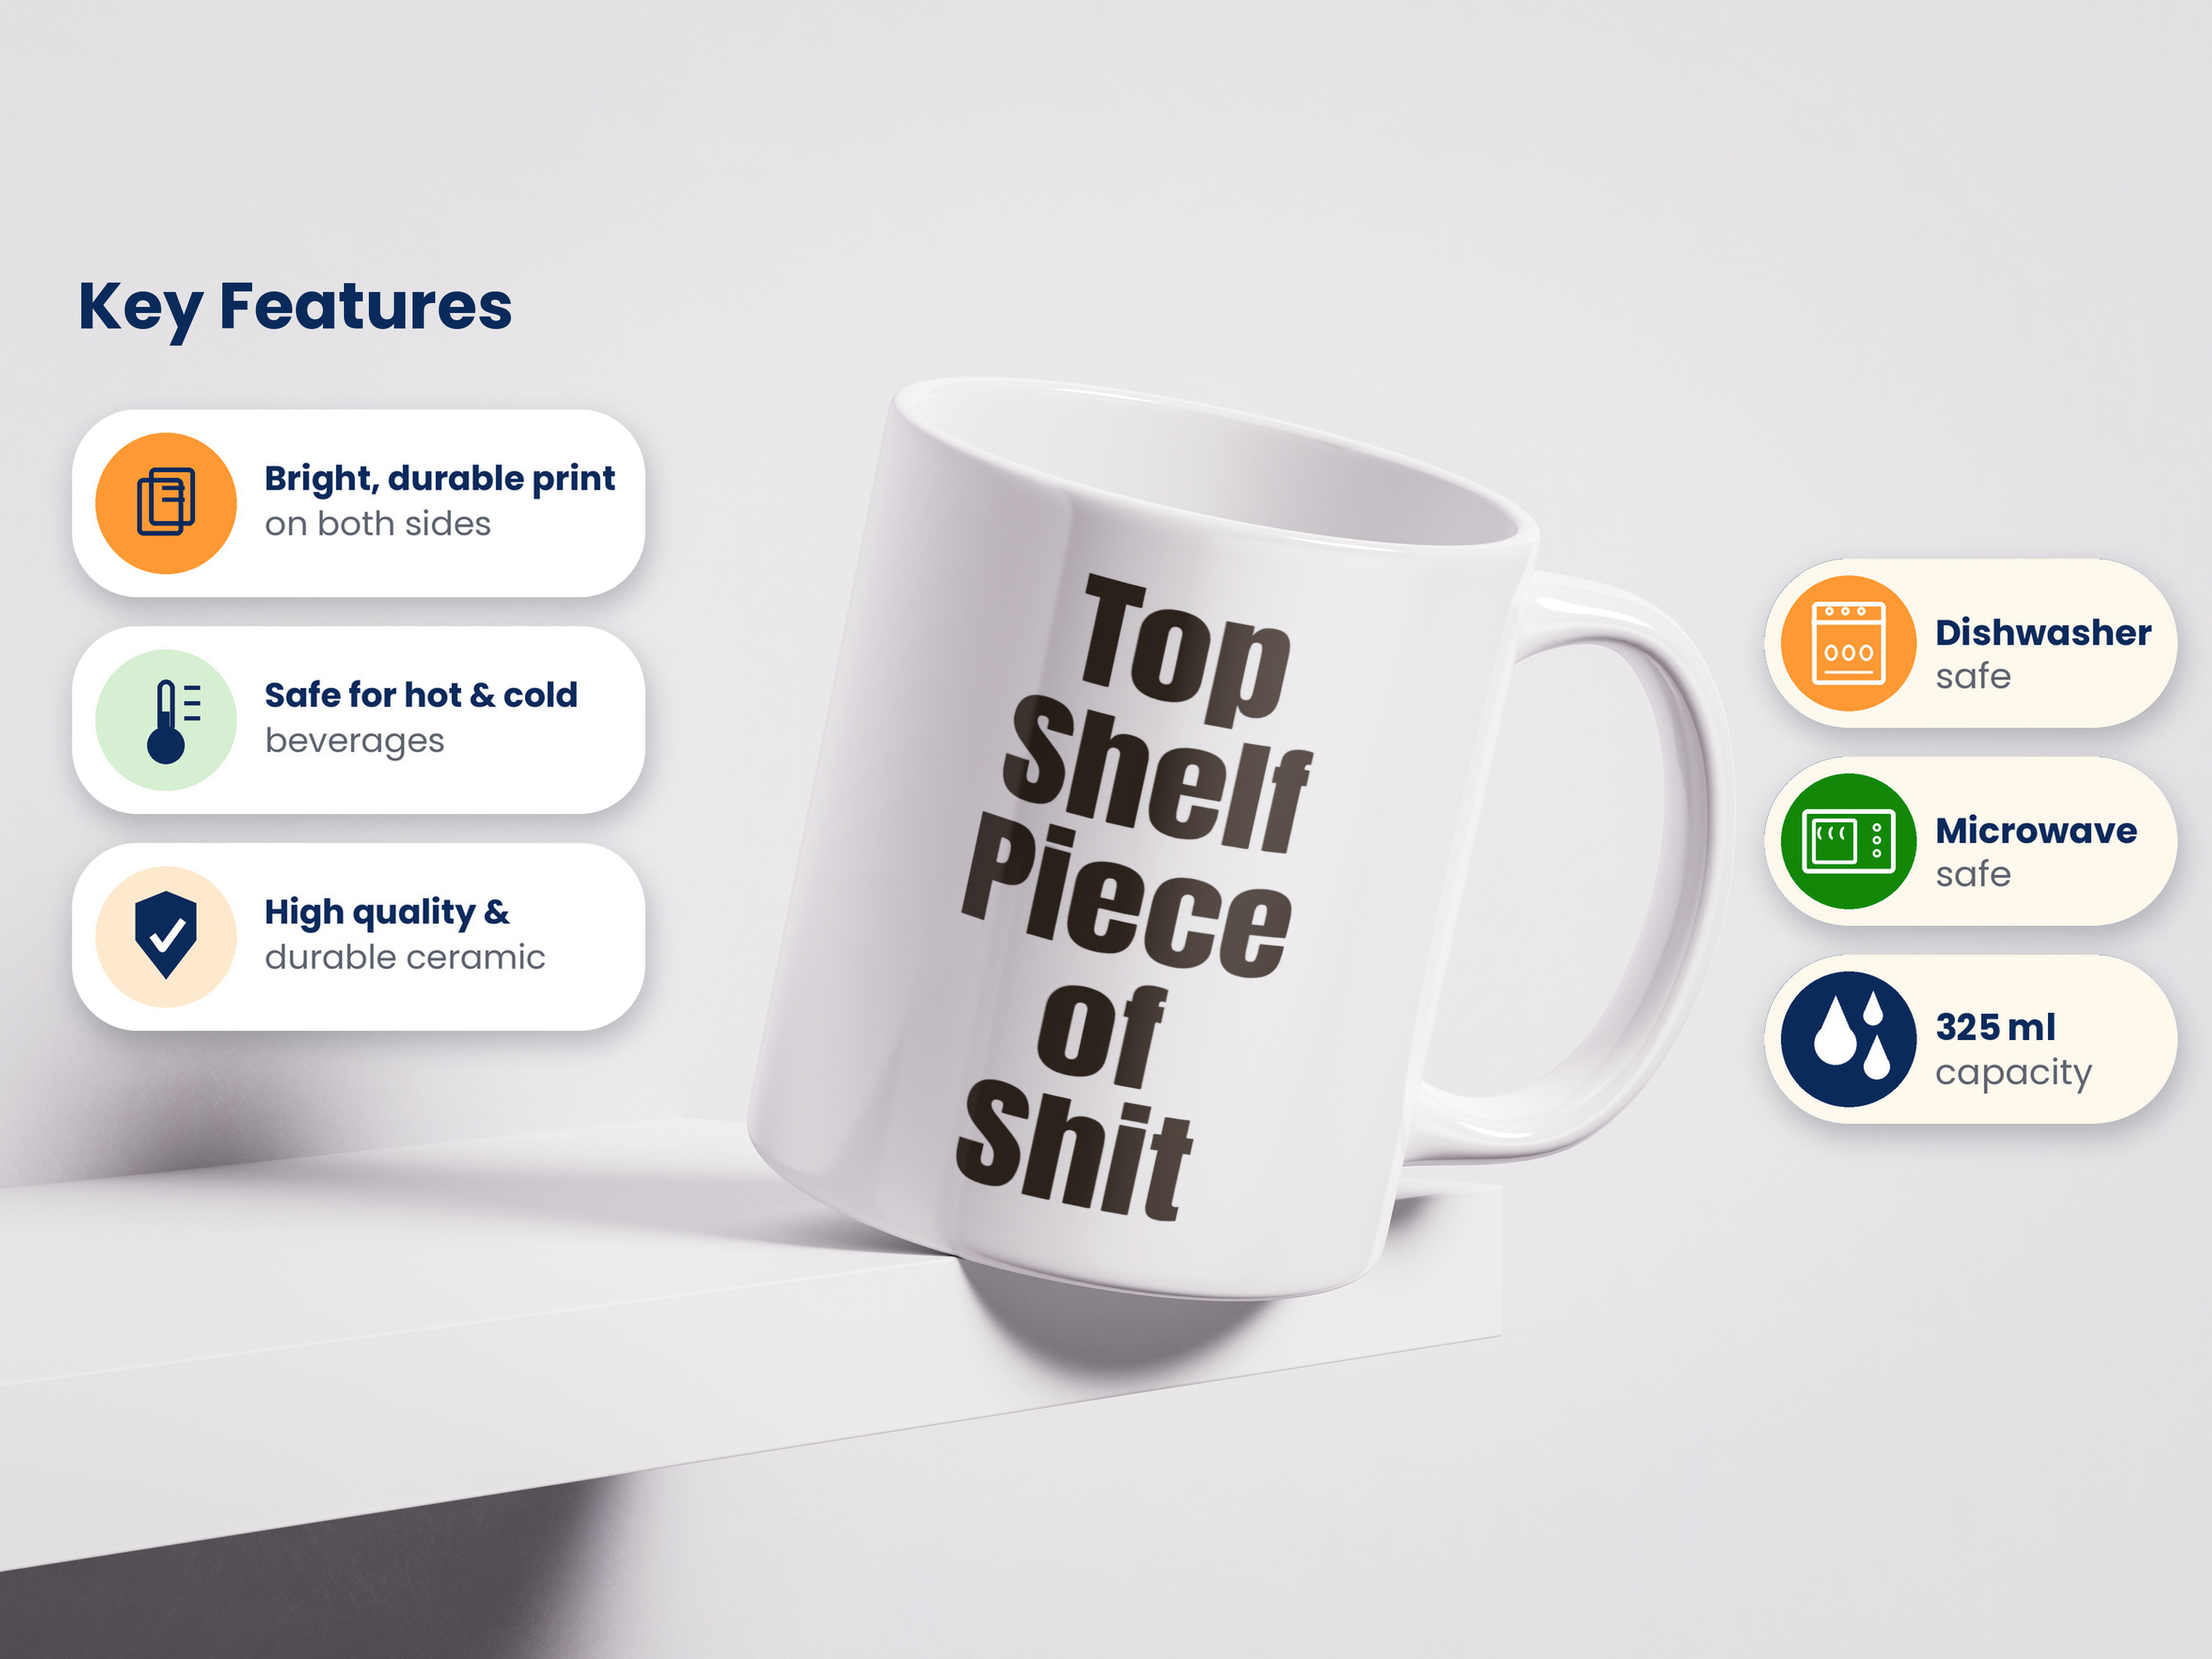 Key Features
Bright, durable print
on both sides
Safe for hot & cold
beverages
High quality &
durable ceramic
Top
Shelf
Piece
of
Shit
Dishwasher
safe
Microwave
safe
325 ml
capacity